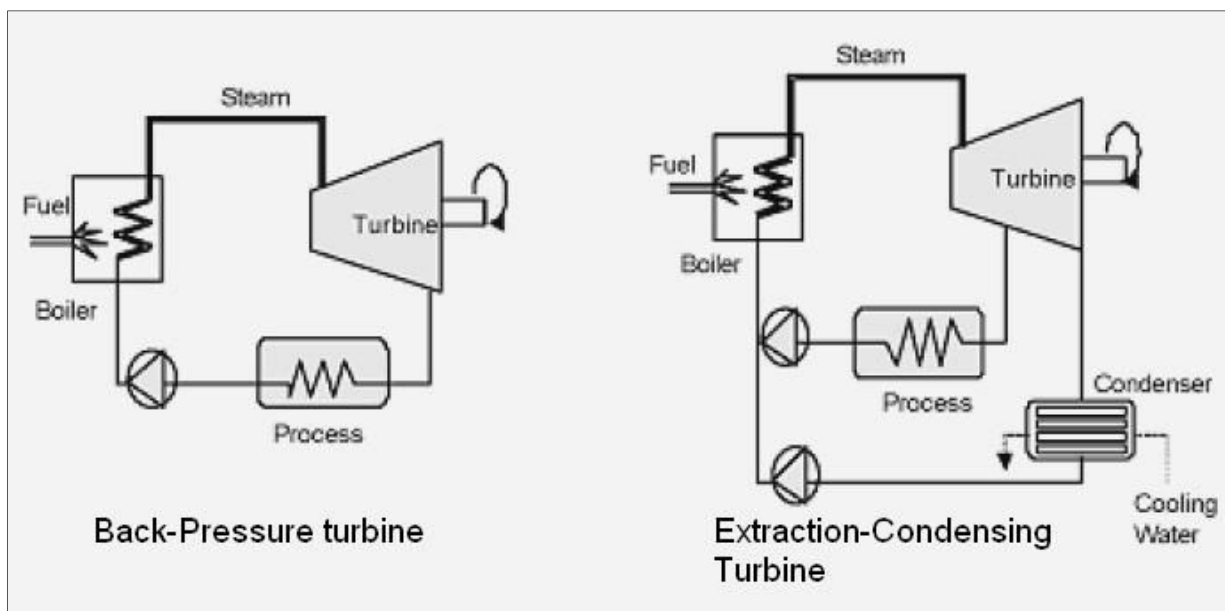 Steam
Fuel
Turbine
Boiler
Process
Back-Pressure turbine
Steam
Fuel
Turbine
Boiler
Process
Condenser
Cooling
Water
Extraction-Condensing
Turbine